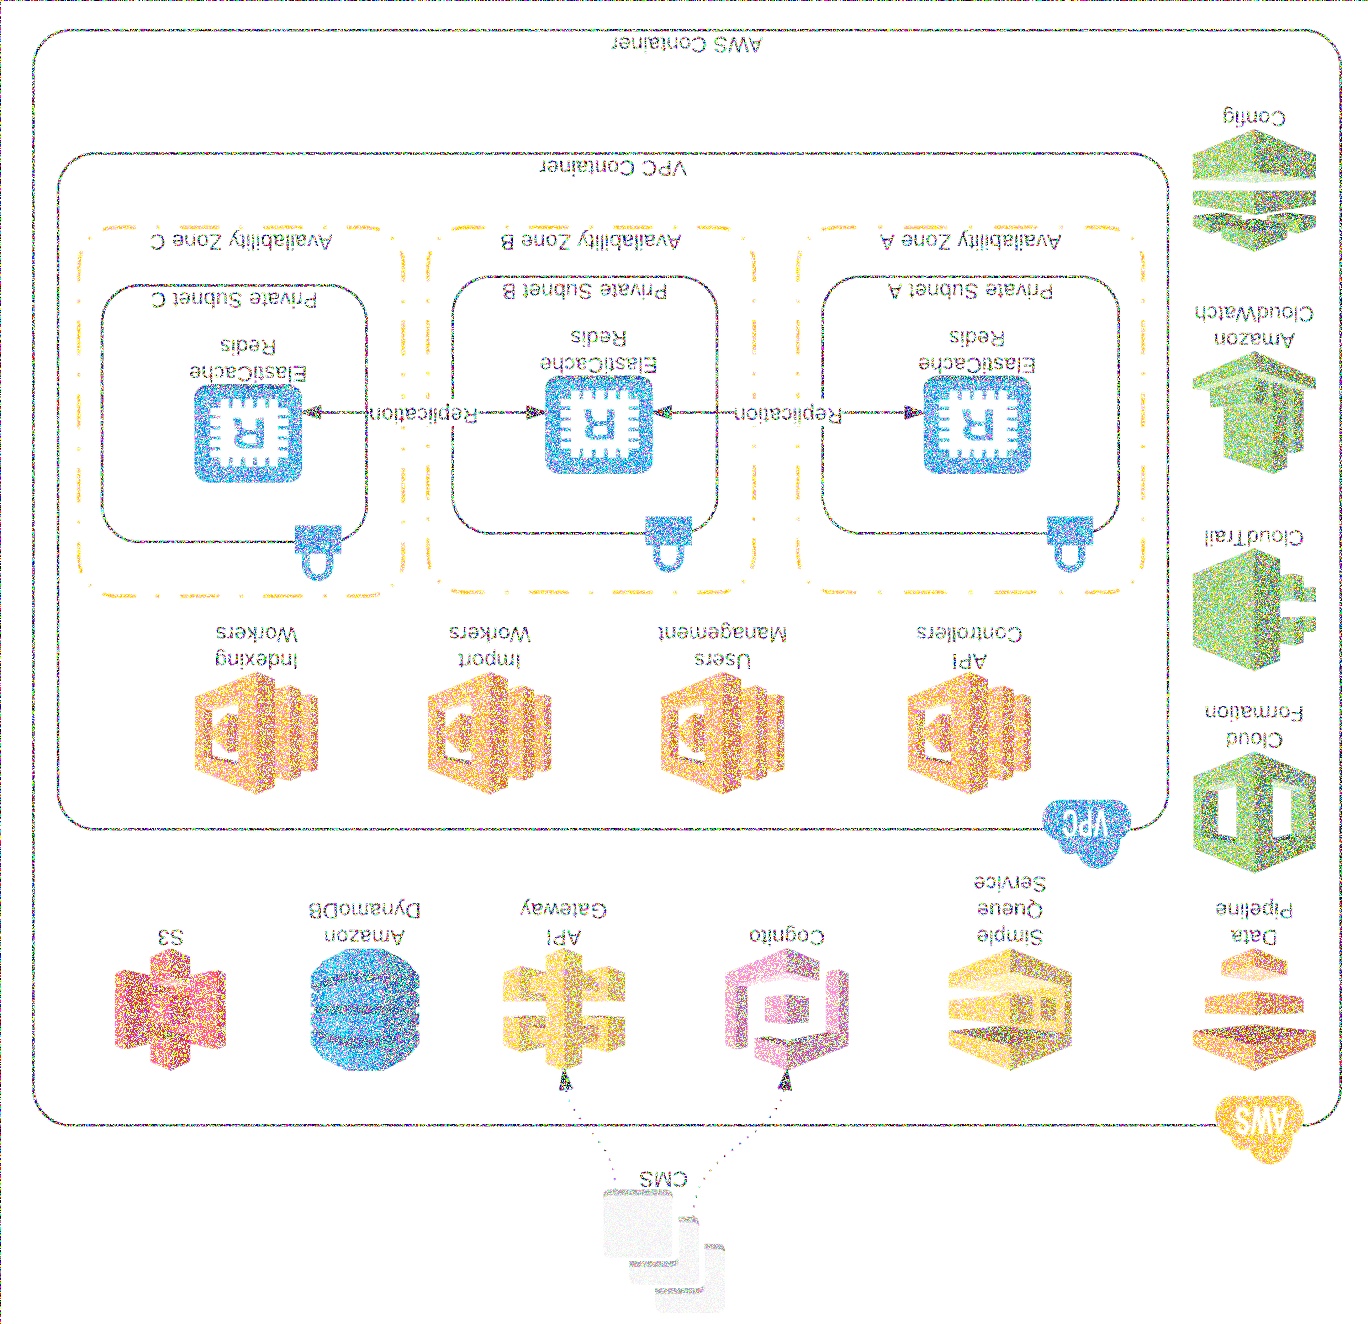 CMS
AWS
Data
Pipeline
Simple
Queue
Service
Cognito
API
Gateway
Amazon
DynamoDB
S3
VPC
Cloud
Formation
API
Controllers
Users
Management
Import
Workers
Indexing
Workers
CloudTrail
R
Replication
R
Replication
R
ElastiCache
Redis
ElastiCache
Redis
ElastiCache
Redis
Amazon
CloudWatch
Private Subnet A
Private Subnet B
Private Subnet C
Availability Zone A
Availability Zone B
Availability Zone C
VPC Container
Config
AWS Container